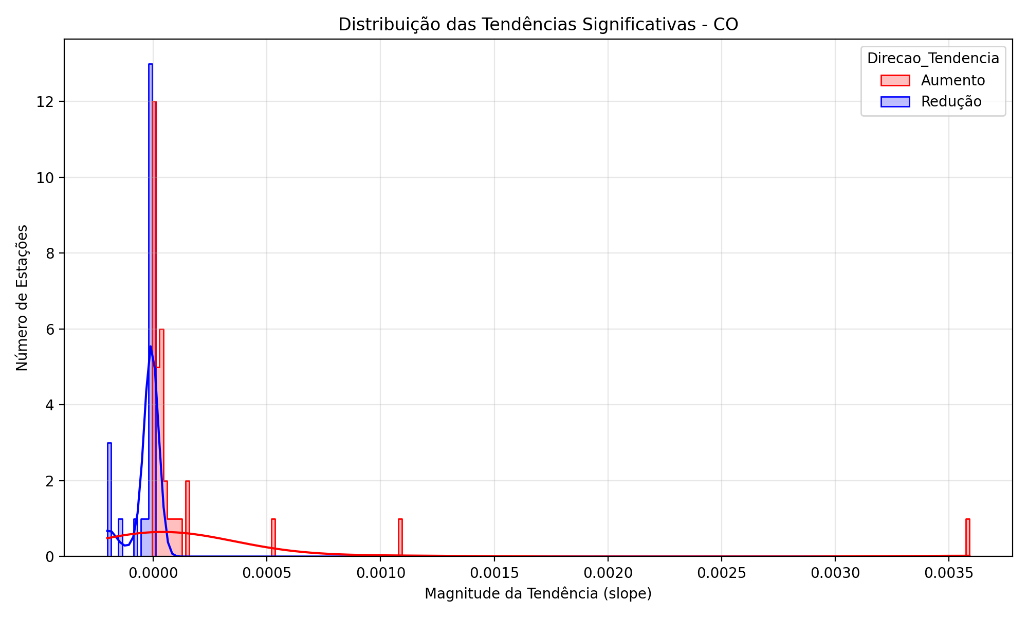 Distribuição das Tendências Significativas - CO
Direcao_Tendencia
Aumento
Redução
Número de Estações
12
10
8
6
4
2
0
0.0000 0.0005 0.0010 0.0015 0.0020 0.0025 0.0030 0.0035
Magnitude da Tendência (slope)